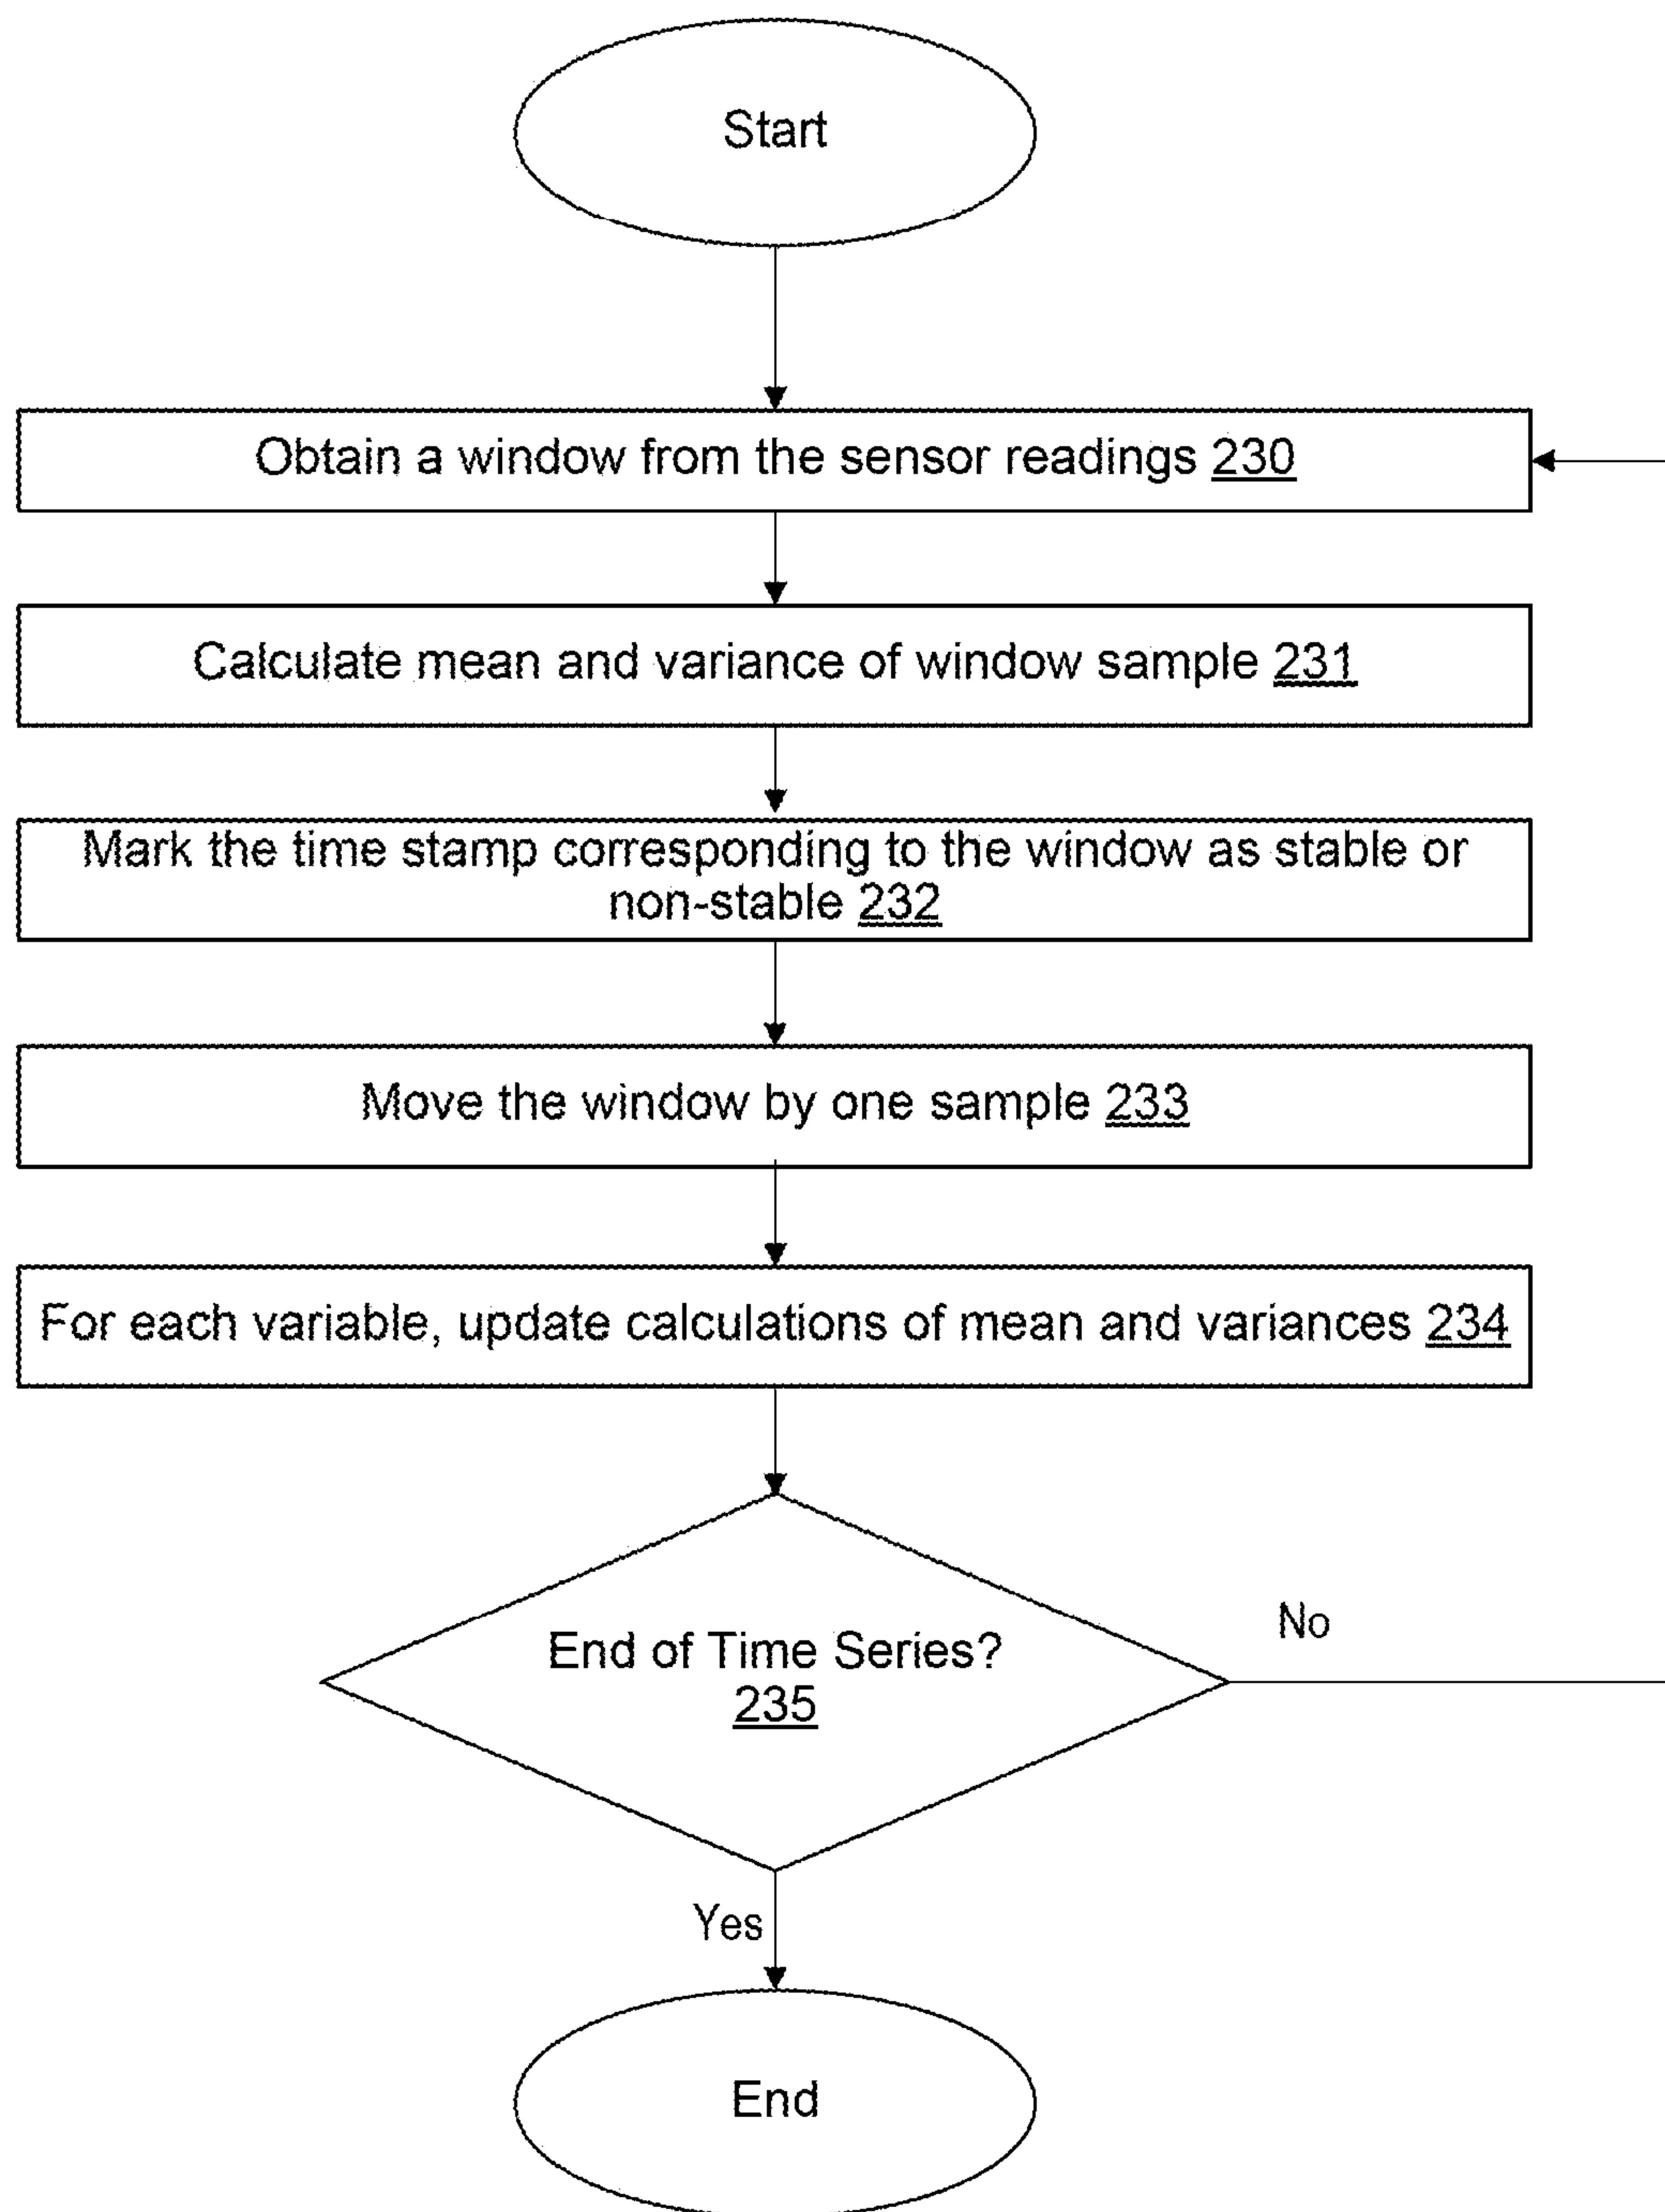 Start
Obtain a window from the sensor readings 230
Calculate mean and variance of window sample 231
Mark the time stamp corresponding to the window as stable or
non-stable 232
Move the window by one sample 233
For each variable, update calculations of mean and variances 234
End of Time Series?
235
No
Yes
End